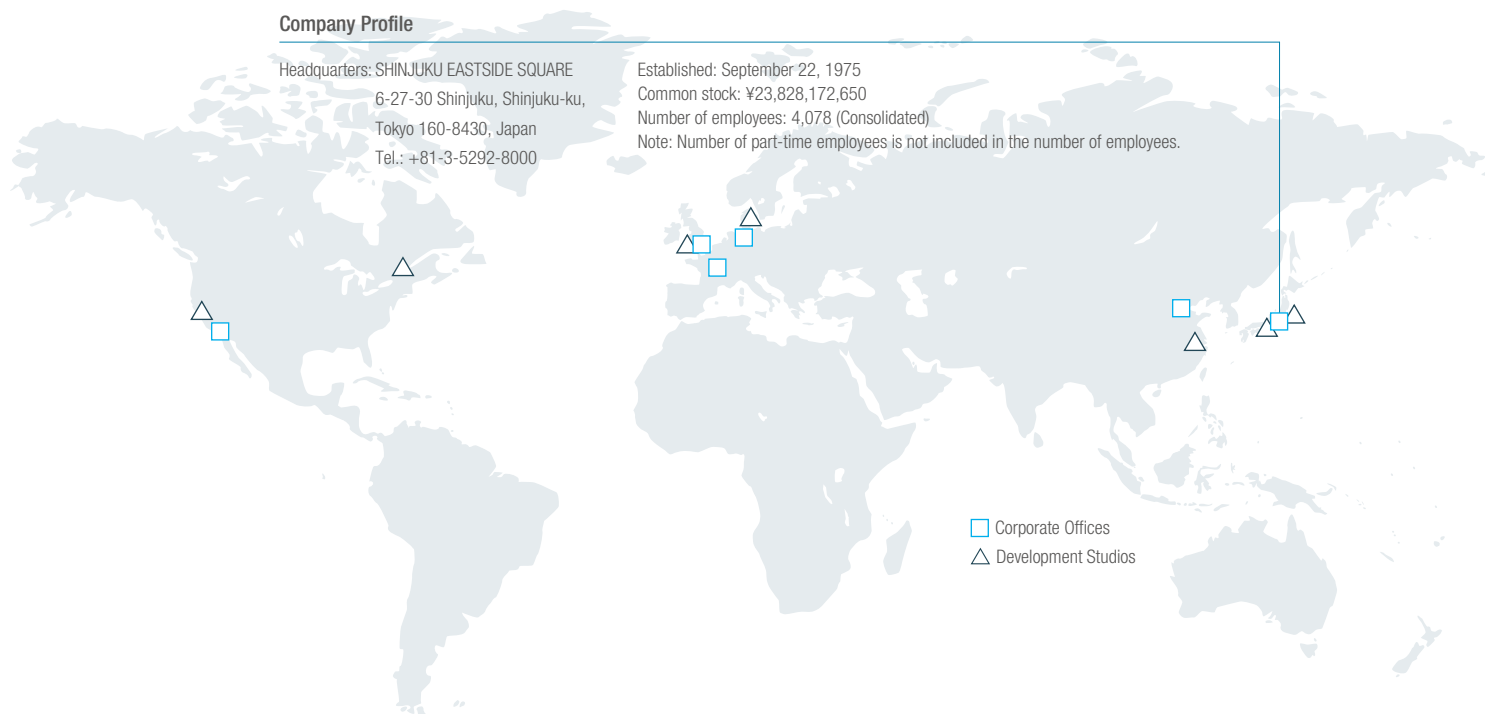 Company Profile
Headquarters: SHINJUKU EASTSIDE SQUARE
6-27-30 Shinjuku, Shinjuku-ku,
Tokyo 160-8430, Japan
Tel.: +81-3-5292-8000
Established: September 22, 1975
Common stock: ¥23,828,172,650
Number of employees: 4,078 (Consolidated)
Note: Number of part-time employees is not included in the number of employees.
Corporate Offices
Development Studios